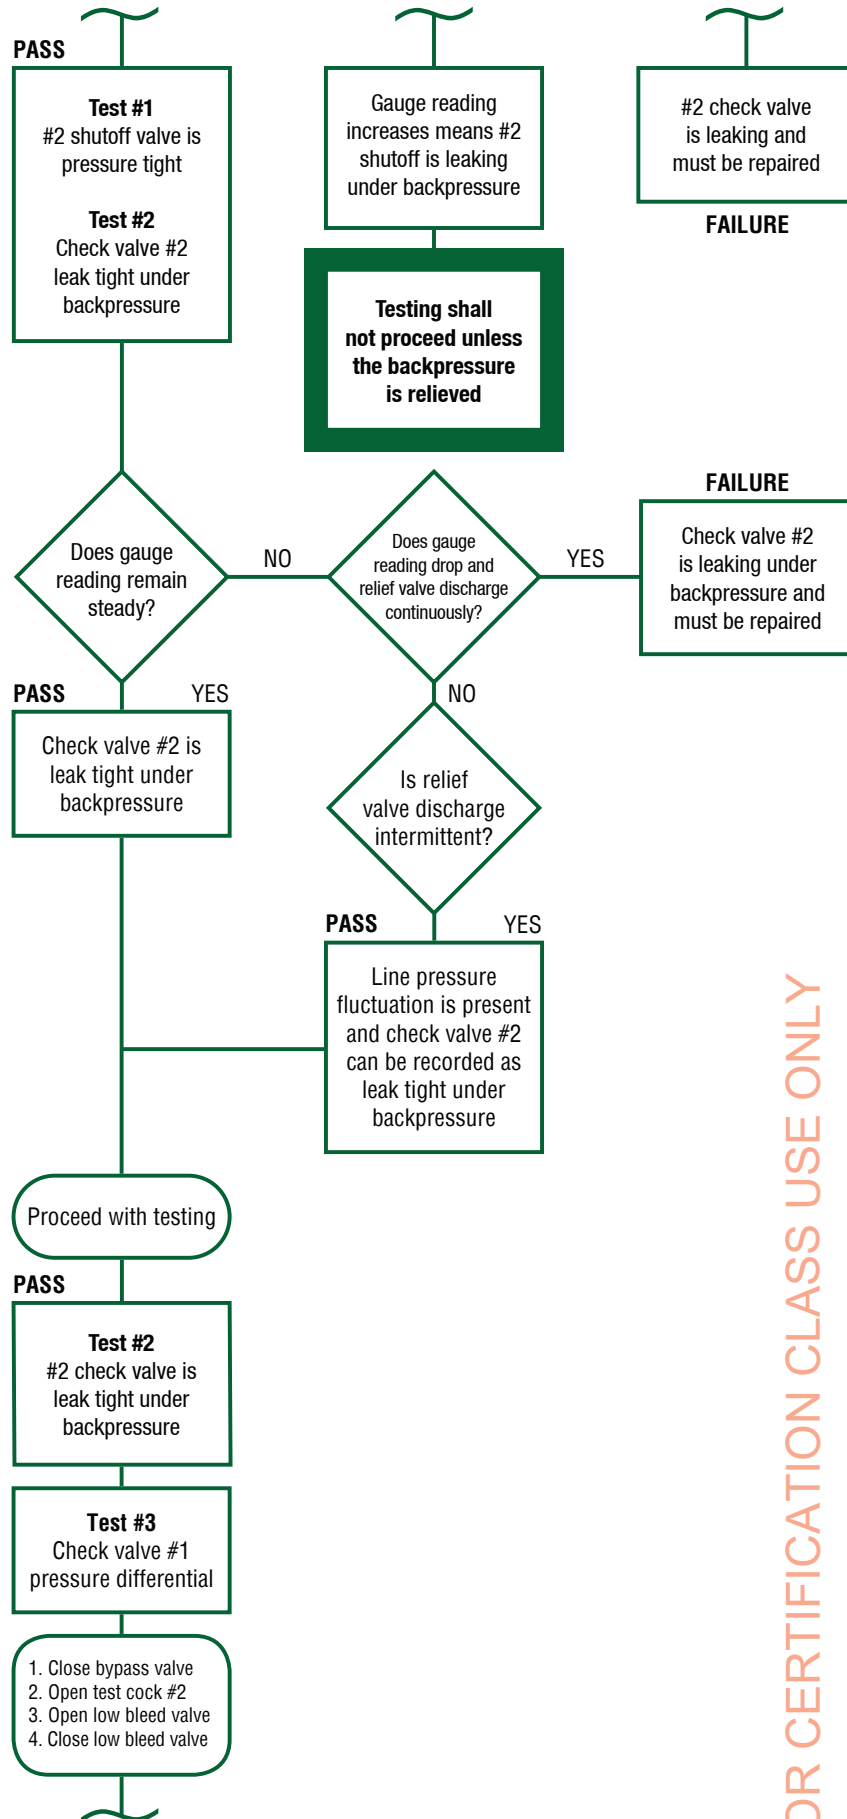 PASS
Test #1
#2 shutoff valve is
pressure tight
Test #2
Check valve #2
leak tight under
backpressure
Gauge reading
increases means #2
shutoff is leaking
under backpressure
Testing shall
not proceed unless
the backpressure
is relieved
#2 check valve
is leaking and
must be repaired
FAILURE
Does gauge
reading remain
steady?
NO
Does gauge
reading drop and
relief valve discharge
continuously?
YES
FAILURE
Check valve #2
is leaking under
backpressure and
must be repaired
PASS YES
Check valve #2 is
leak tight under
backpressure
NO
Is relief
valve discharge
intermittent?
PASS YES
Line pressure
fluctuation is present
and check valve #2
can be recorded as
leak tight under
backpressure
Proceed with testing
PASS
Test #2
#2 check valve is
leak tight under
backpressure
Test #3
Check valve #1
pressure differential
1. Close bypass valve
2. Open test cock #2
3. Open low bleed valve
4. Close low bleed valve
OR CERTIFICATION CLASS USE ONLY